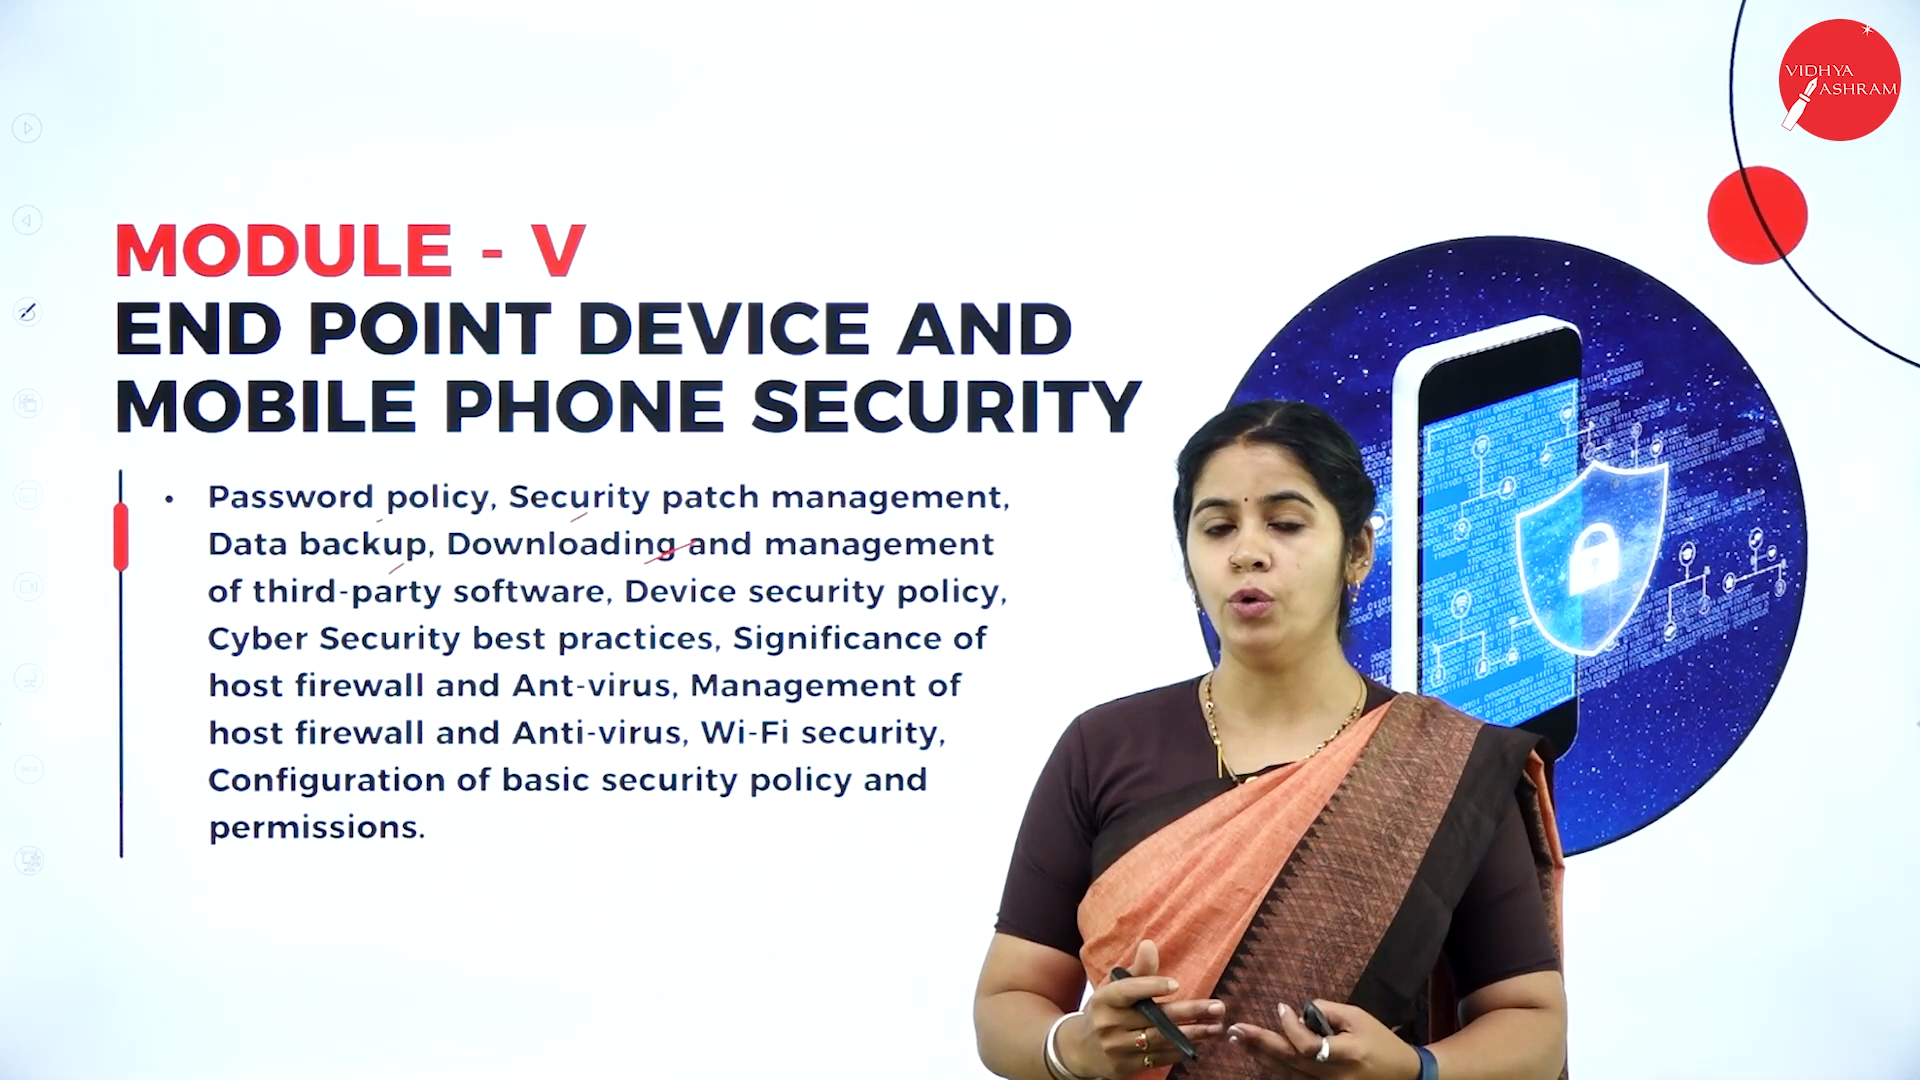 VIDHYA
ASHRAM
MODULE - V
END POINT DEVICE AND
MOBILE PHONE SECURITY
• Password policy, Security patch management,
Data backup, Downloading and management
of third-party software, Device security policy,
Cyber Security best practices, Significance of
host firewall and Ant-virus, Management of
host firewall and Anti-virus, Wi-Fi security,
Configuration of basic security policy and
permissions.